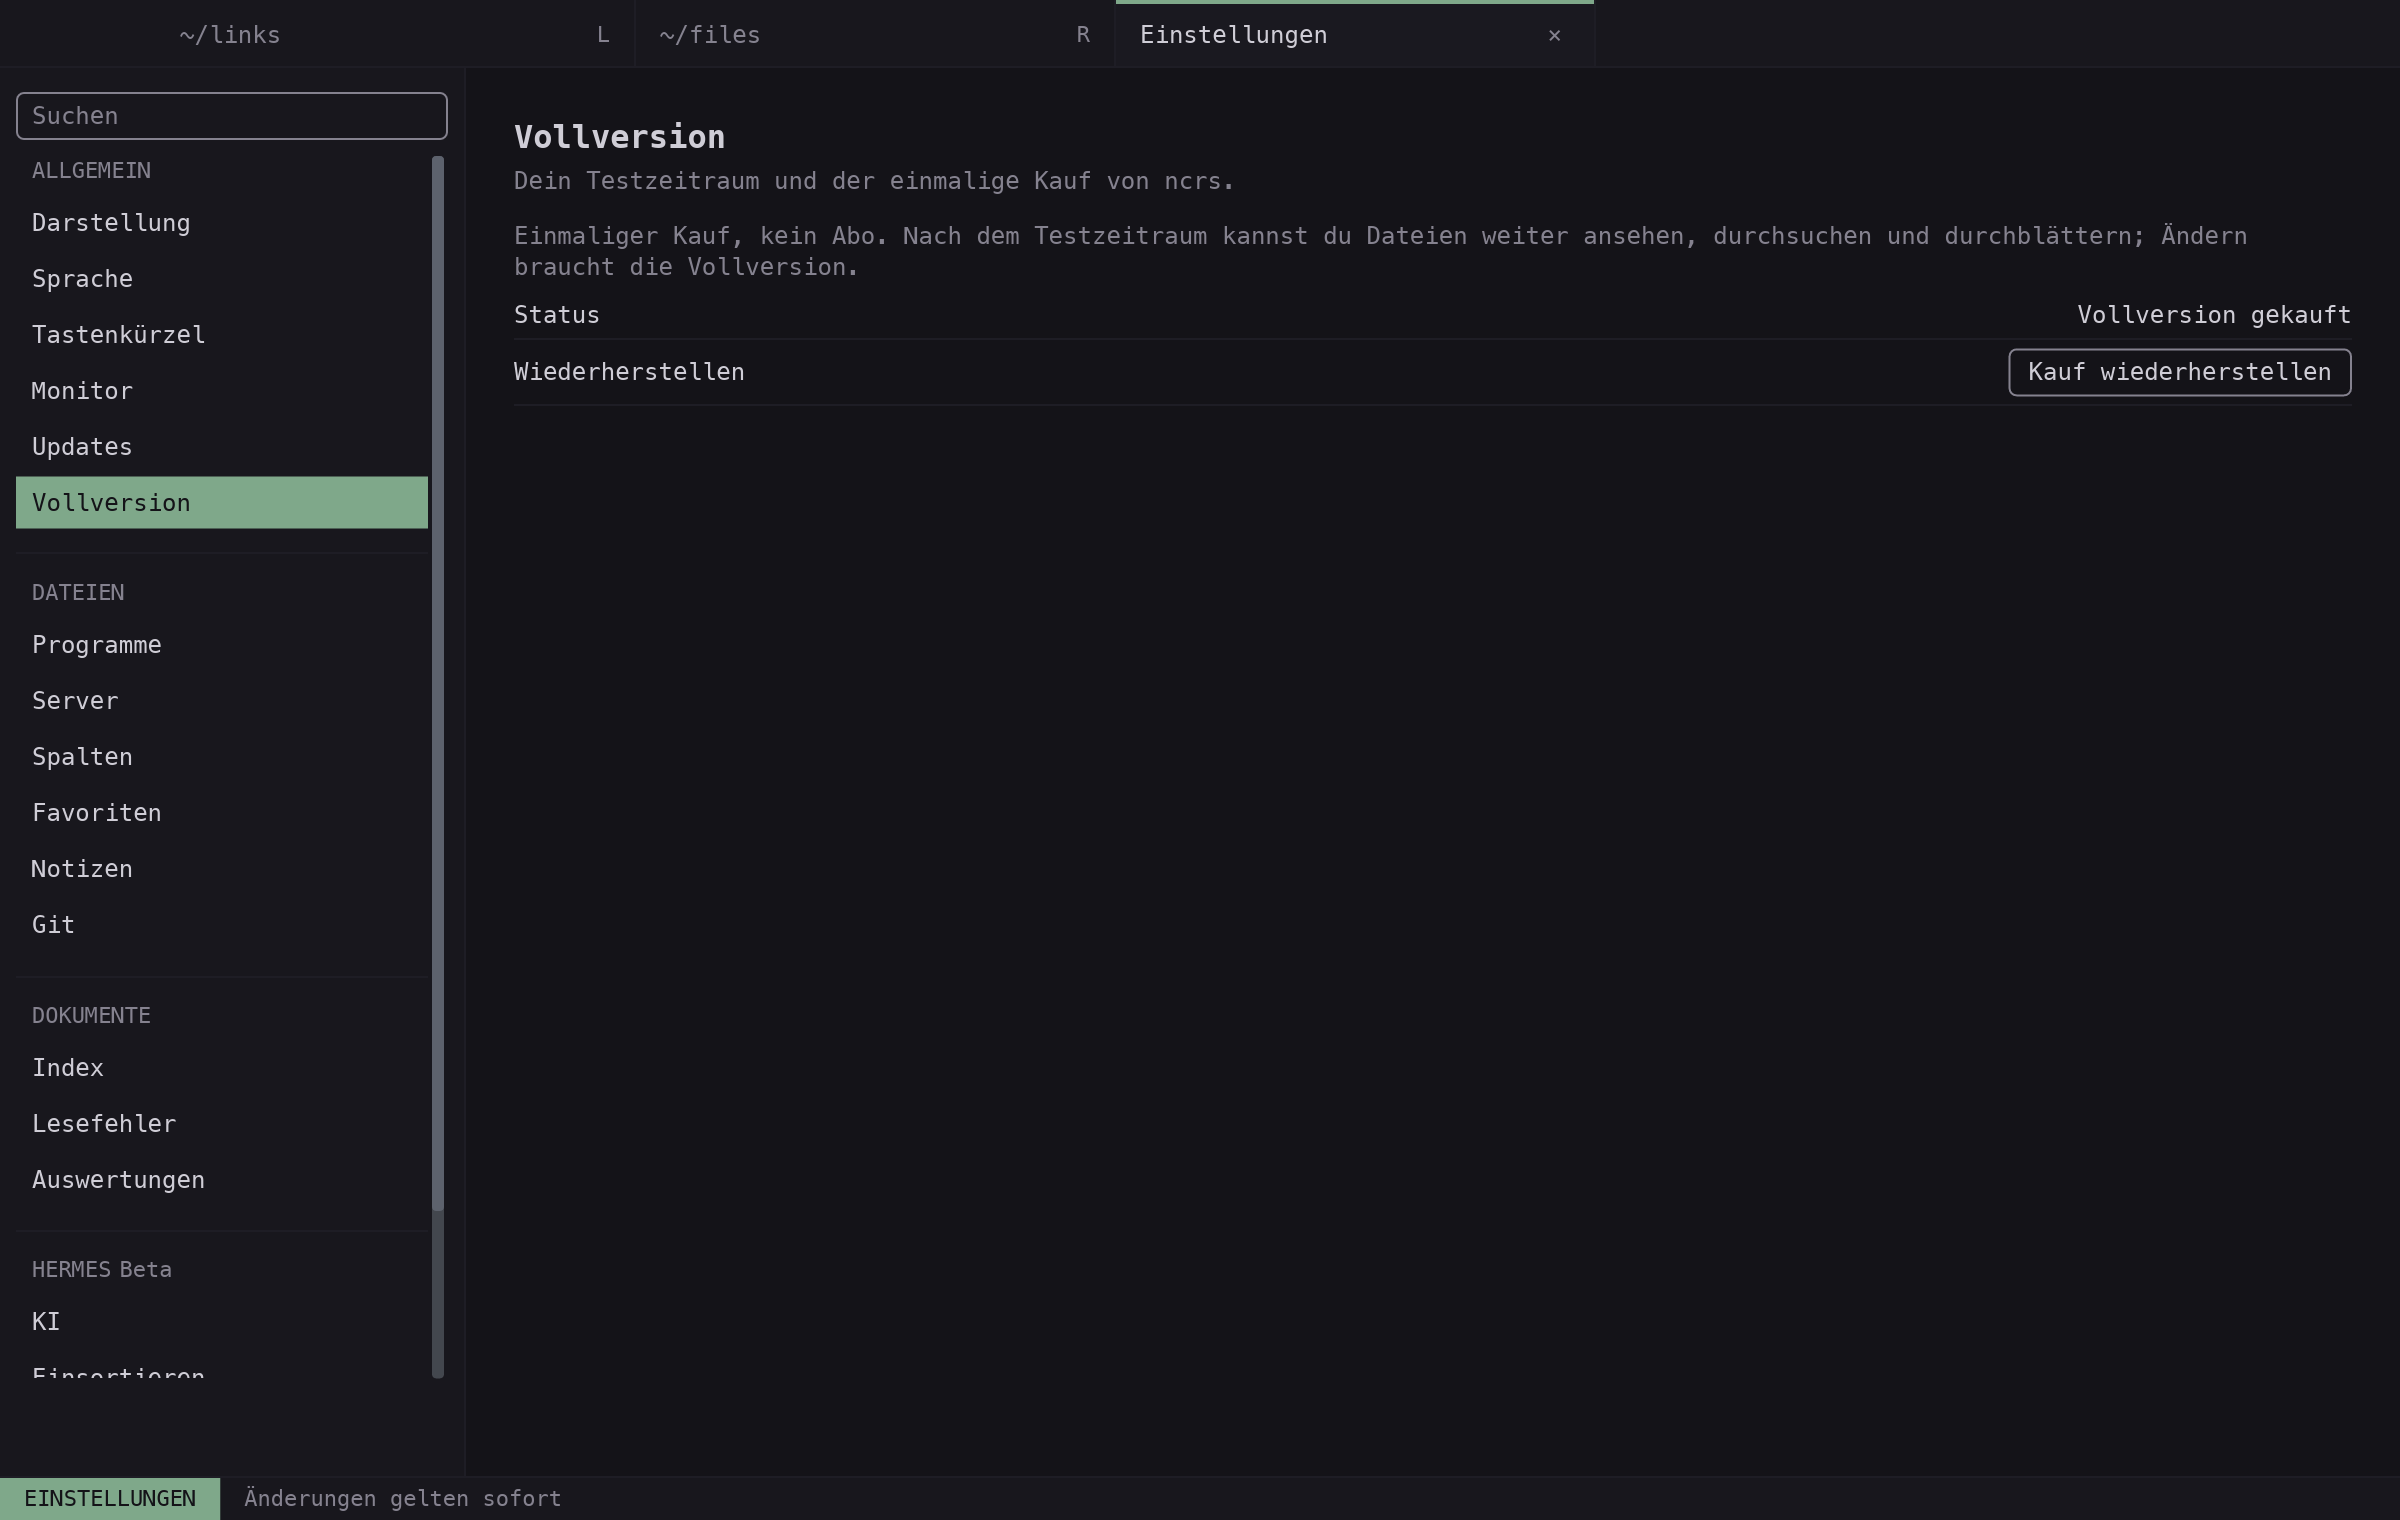 ~/links L ~/files R Einstellungen ×
Suchen
ALLGEMEIN
Darstellung
Sprache
Tastenkürzel
Monitor
Updates
Vollversion
DATEIEN
Programme
Server
Spalten
Favoriten
Notizen
Git
DOKUMENTE
Index
Lesefehler
Auswertungen
HERMES Beta
KI
Einsortieren
Vollversion
Dein Testzeitraum und der einmalige Kauf von ncrs.
Einmaliger Kauf, kein Abo. Nach dem Testzeitraum kannst du Dateien weiter ansehen, durchsuchen und durchblättern; Ändern
braucht die Vollversion.
Status Vollversion gekauft
Wiederherstellen Kauf wiederherstellen
EINSTELLUNGEN Änderungen gelten sofort